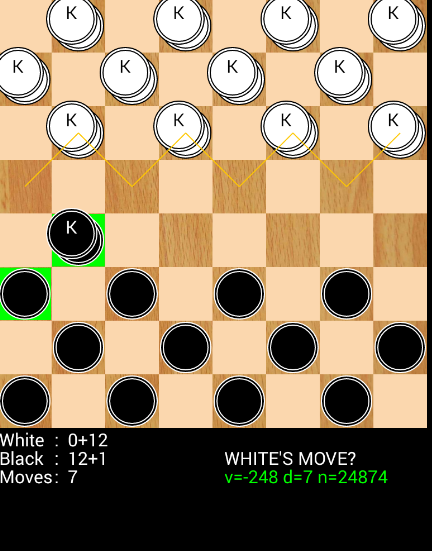 K K K K
K K K K
K K K K
K
White : 0+12
Black : 12+1 WHITE'S MOVE?
Moves: 7 v=-248 d=7 n=24874